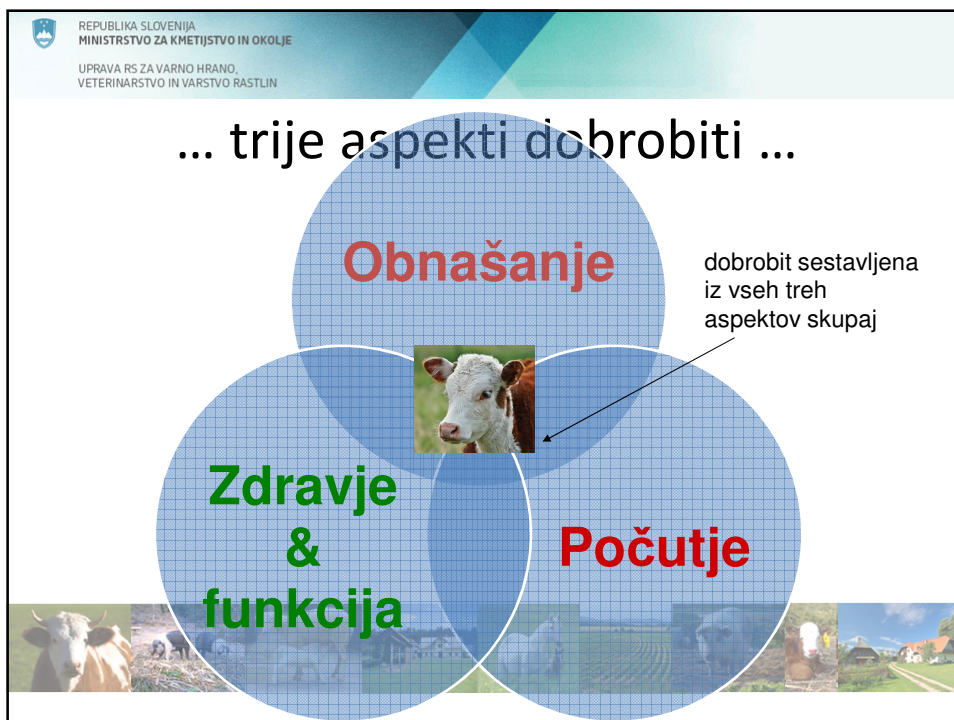 REPUBLIKA SLOVENIJA
MINISTRSTVO ZA KMETIJSTVO IN OKOLJE
UPRAVA RS ZA VARNO HRANO,
VETERINARSTVO IN VARSTVO RASTLIN
... trije aspekti dobrobiti ...
Obnašanje
dobrobit sestavljena
iz vseh treh
aspektov skupaj
Zdravje
&
funkcija
Počutje